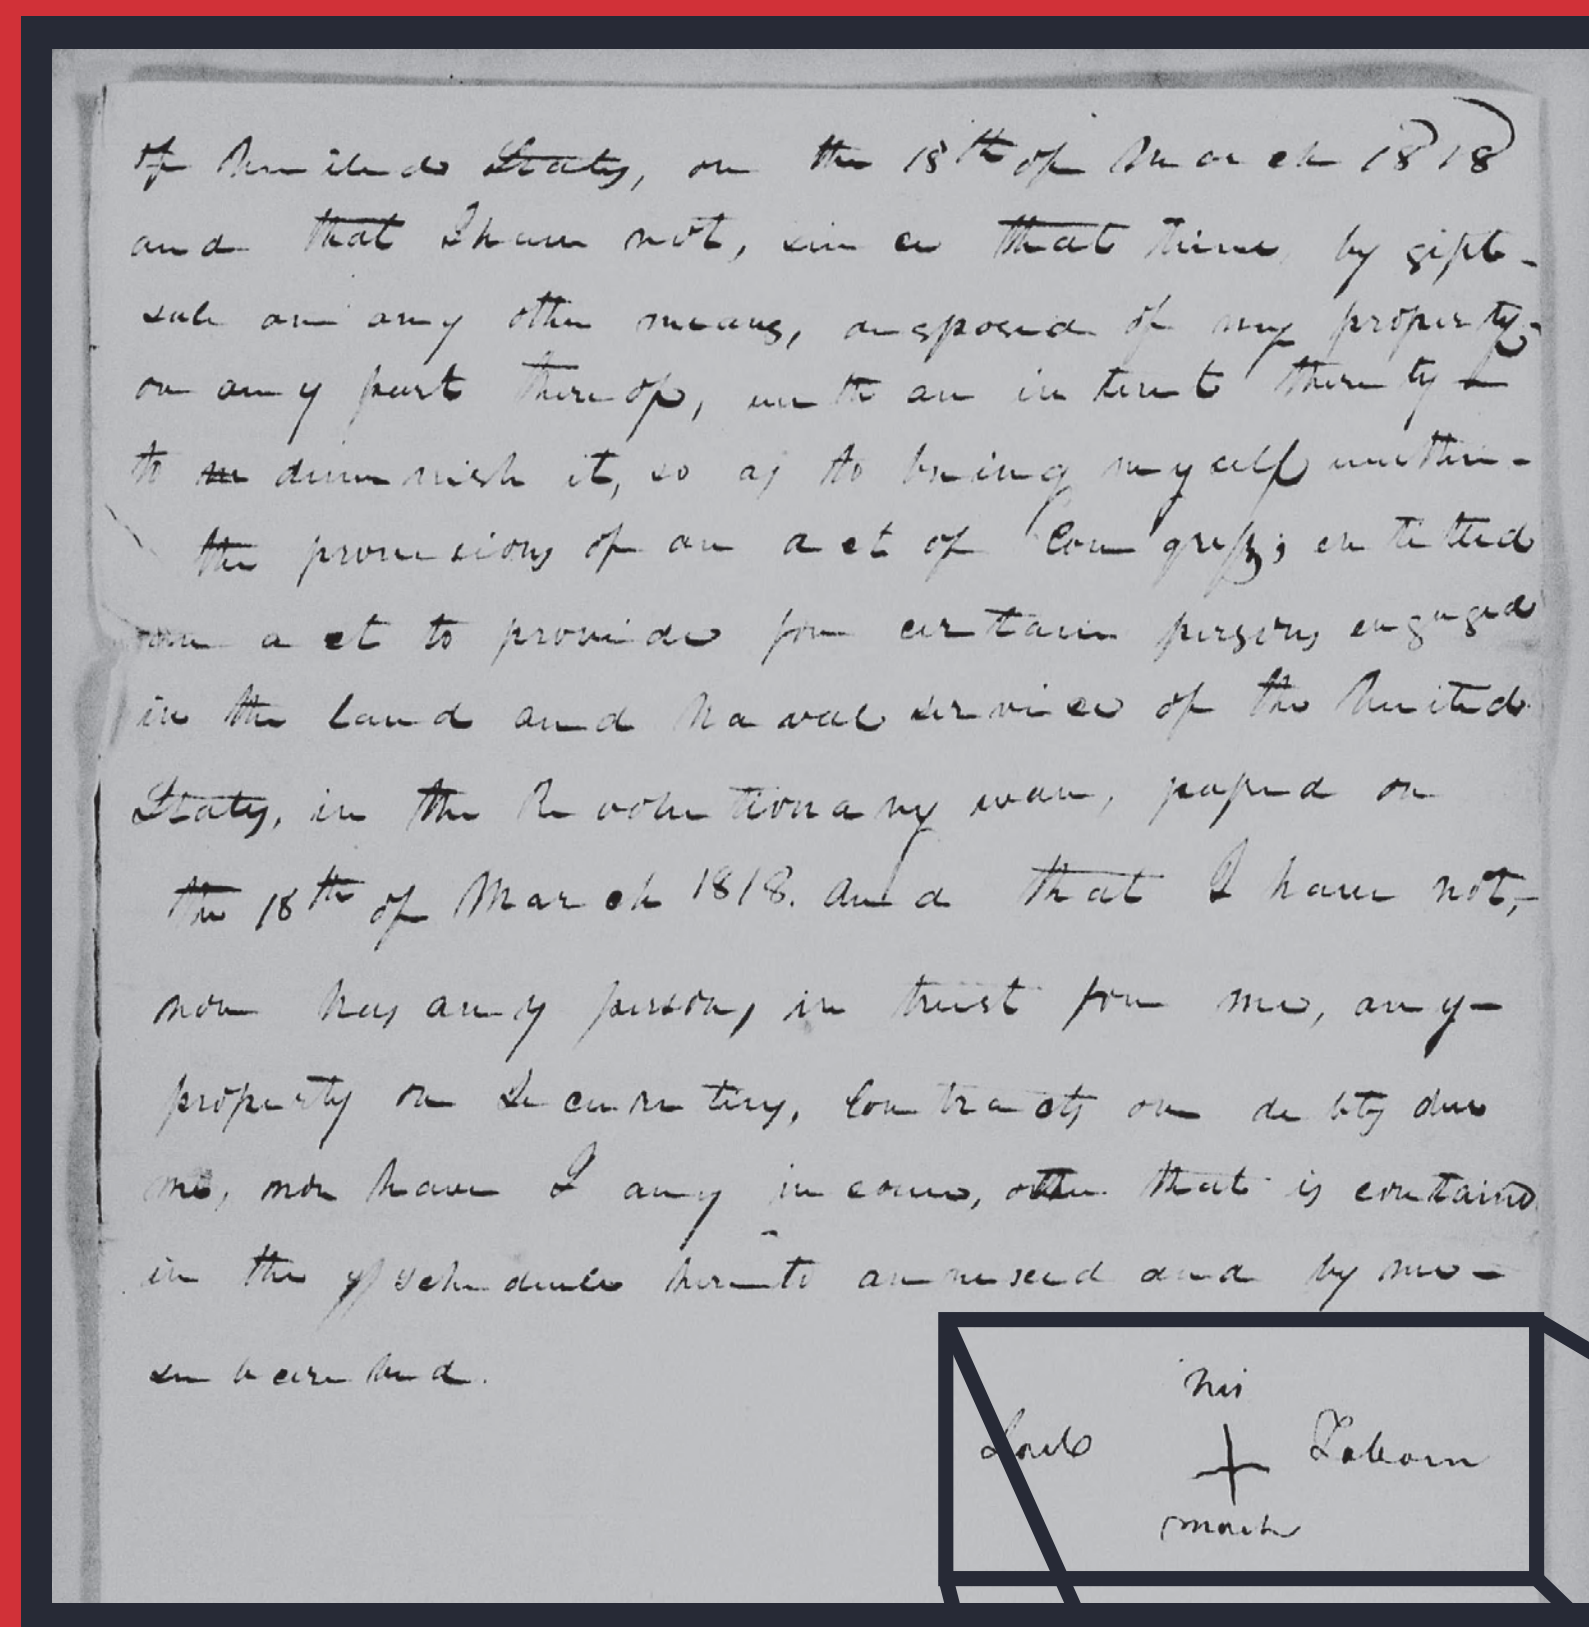 of United States, on the 18th of March 1818
and that I have not, since that time, by gift-
sale or any other means, disposed of my property,
or any part thereof, with an intent thereby
to diminish it, so as to bring myself within-
the provisions of an act of Congress; entitled
an act to provide for certain persons engaged
in the land and naval service of the United
States, in the Revolutionary war, passed on
the 18th of March 1818. and that I have not,-
nor has any person, in trust for me, any-
property or Securities, Contracts or debts due
me, nor have I any income, other that is contained
in the schedule hereto annexed and by me-
subscribed.
his
+ Laborn
mark